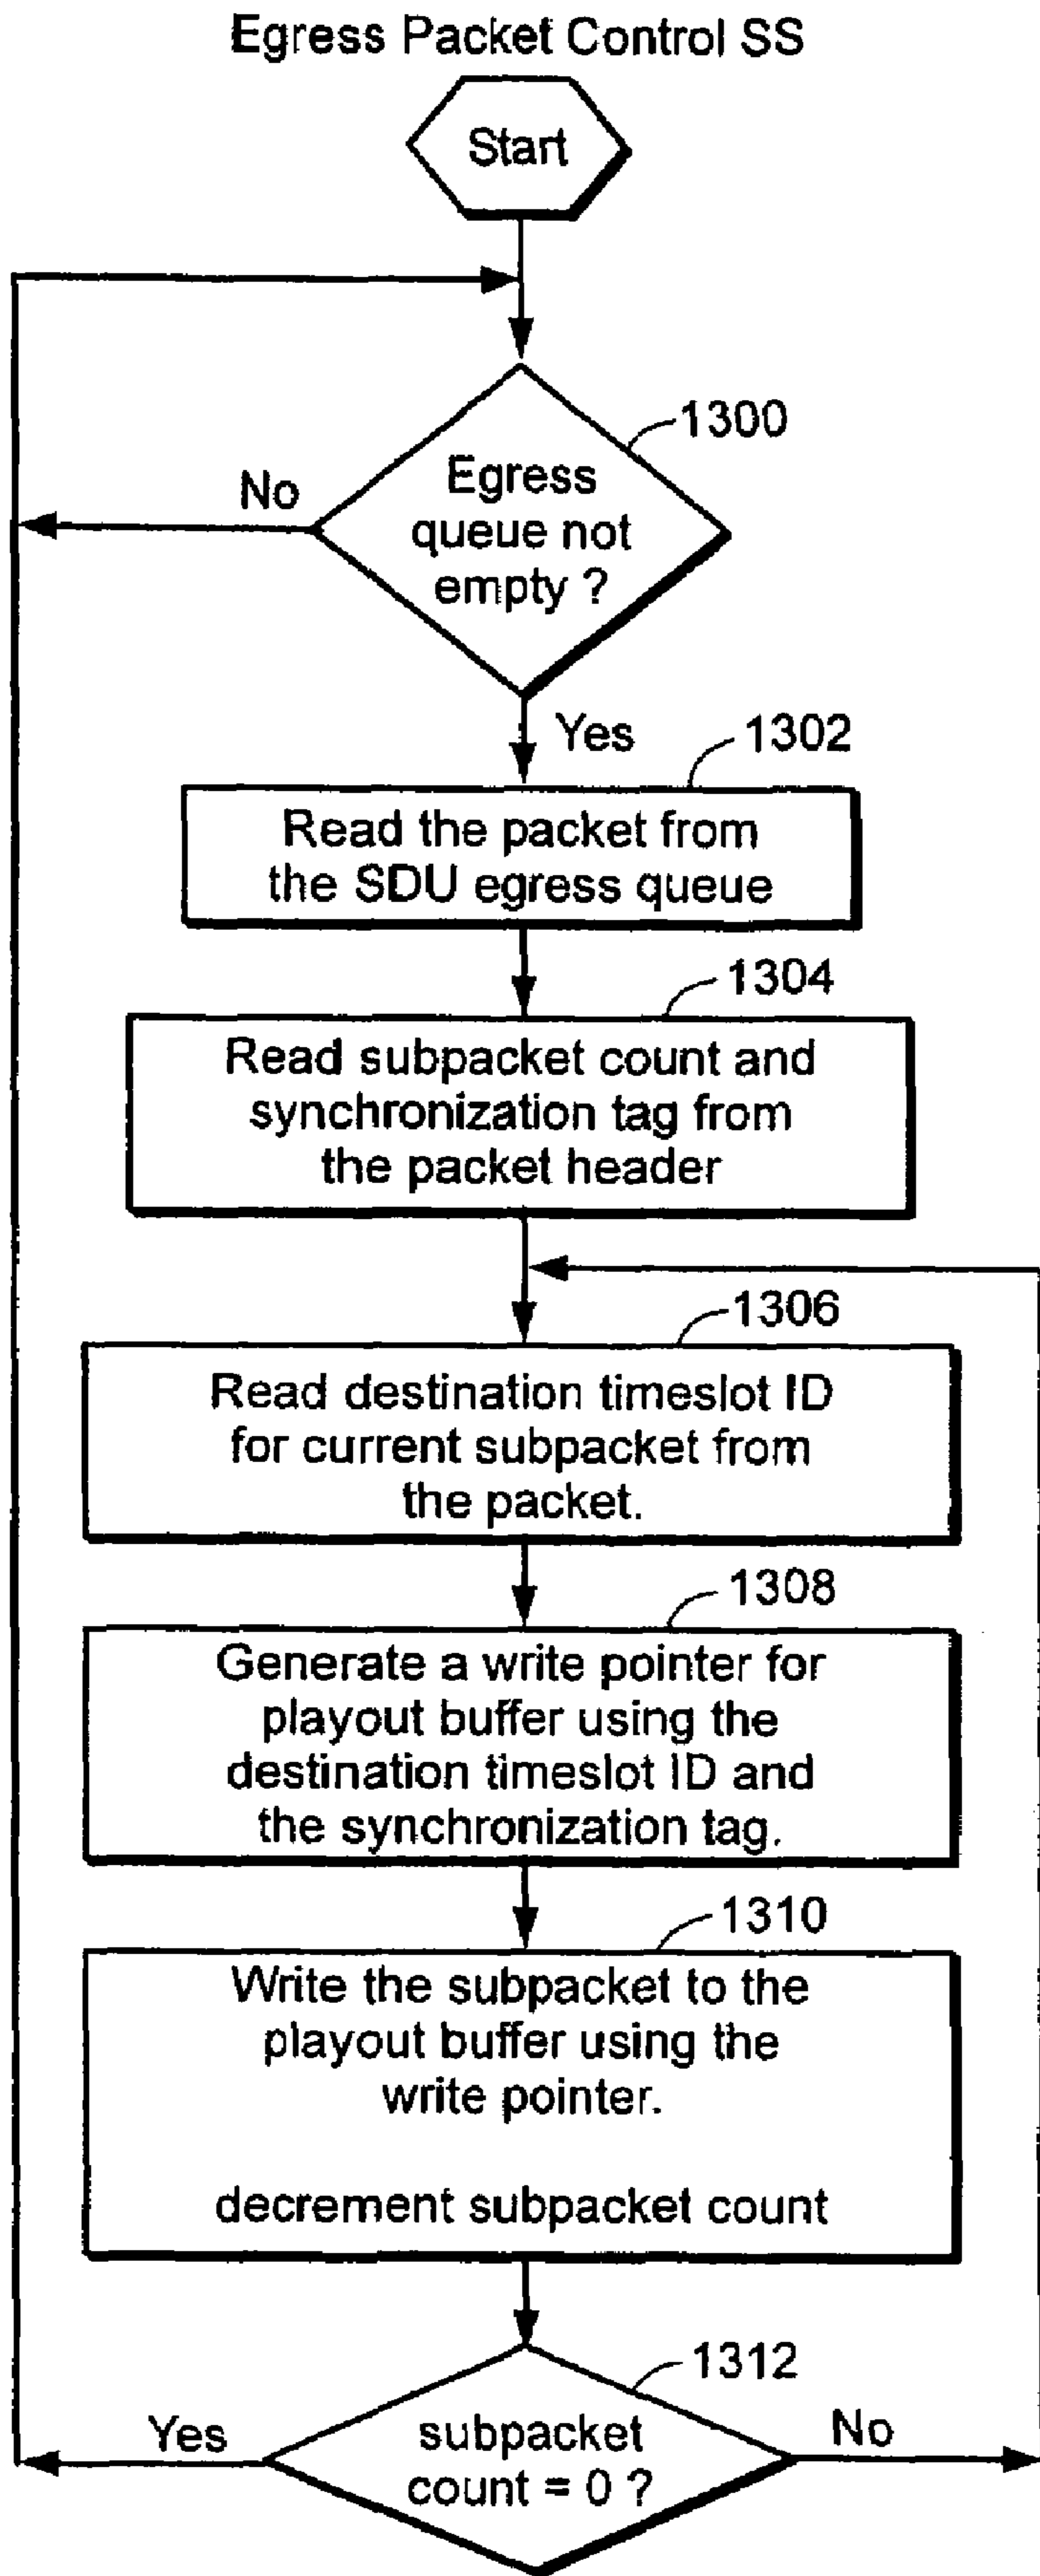 Egress Packet Control SS
Start
1300
Egress
queue not
empty ?
No
Yes
1302
Read the packet from
the SDU egress queue
1304
Read subpacket count and
synchronization tag from
the packet header
1306
Read destination timeslot ID
for current subpacket from
the packet.
1308
Generate a write pointer for
playout buffer using the
destination timeslot ID and
the synchronization tag.
1310
Write the subpacket to the
playout buffer using the
write pointer.
decrement subpacket count
1312
subpacket
count = 0 ?
Yes
No